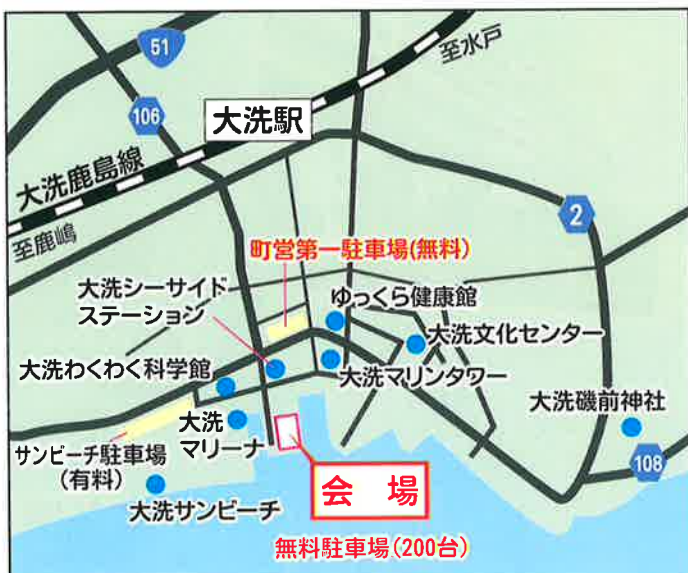 51
至水戸
106
大洗駅
大洗鹿島線
至鹿嶋
2
町営第一駐車場(無料)
大洗シーサイド
ステーション
ゆっくら健康館
大洗文化センター
大洗わくわく科学館
大洗マリンタワー
大洗磯前神社
大洗
マリーナ
サンビーチ駐車場
(有料)
108
会場
大洗サンビーチ
無料駐車場(200台)